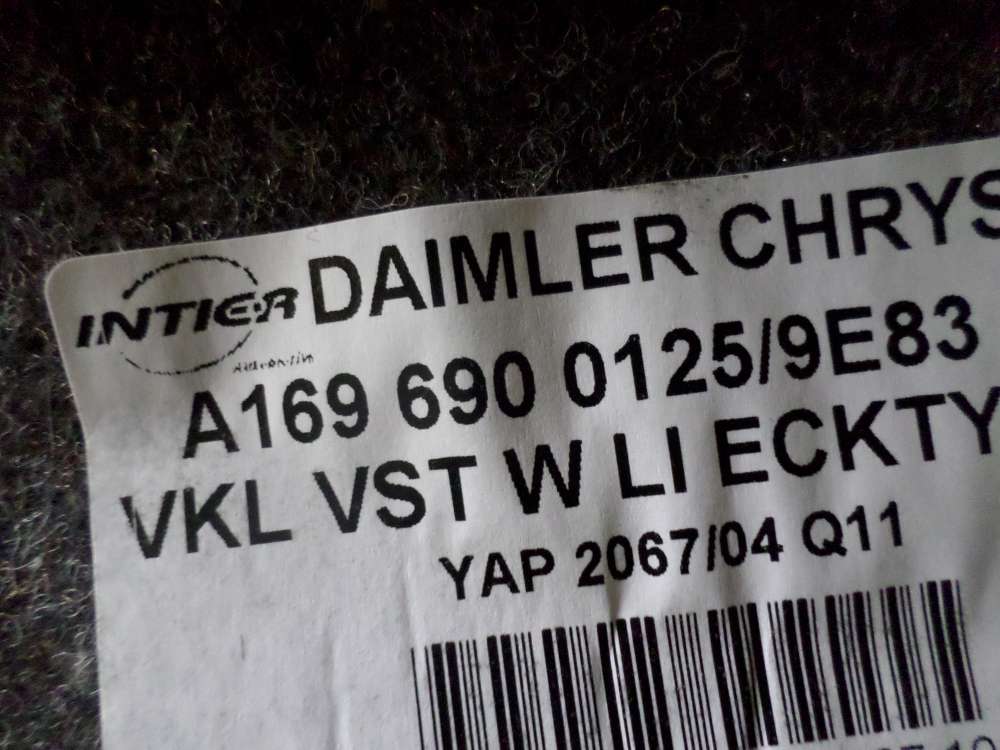 INTIER DAIMLER CHRYS
A169 690 0125/9E83
VKL VST W LI ECKTY
YAP 2067/04 Q11